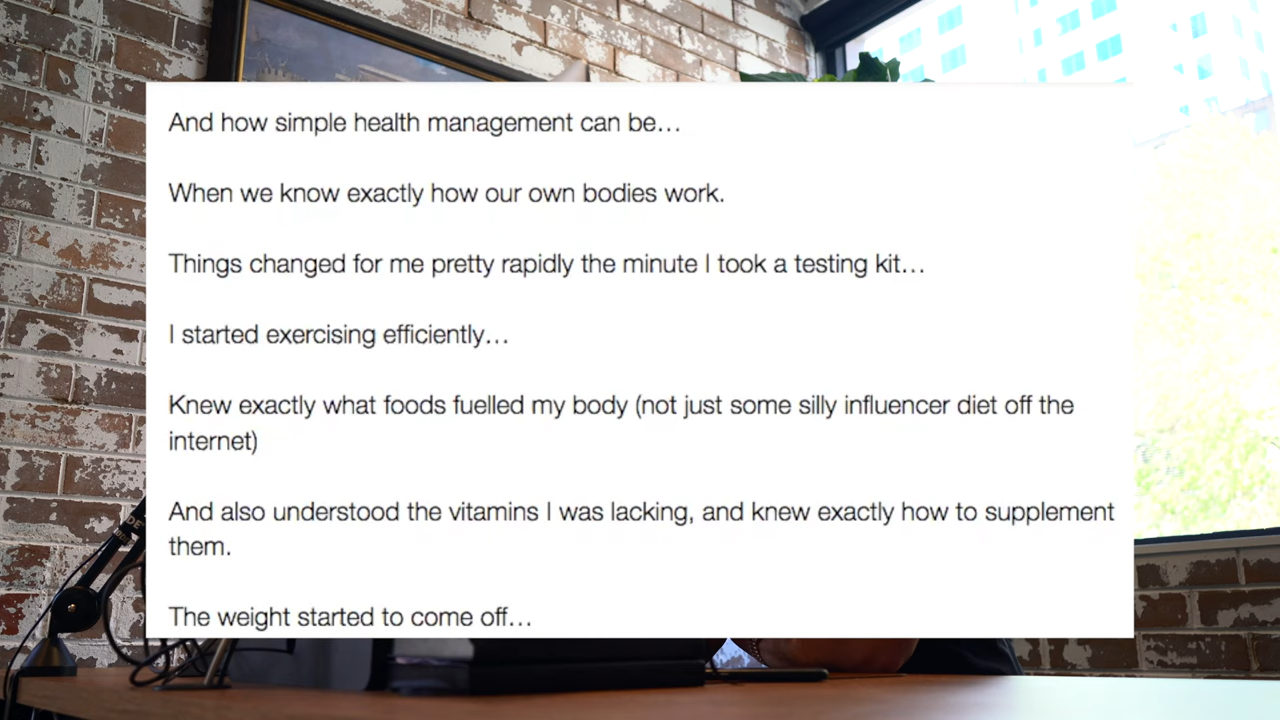 And how simple health management can be…
When we know exactly how our own bodies work.
Things changed for me pretty rapidly the minute I took a testing kit…
I started exercising efficiently…
Knew exactly what foods fuelled my body (not just some silly influencer diet off the
internet)
And also understood the vitamins I was lacking, and knew exactly how to supplement
them.
The weight started to come off…